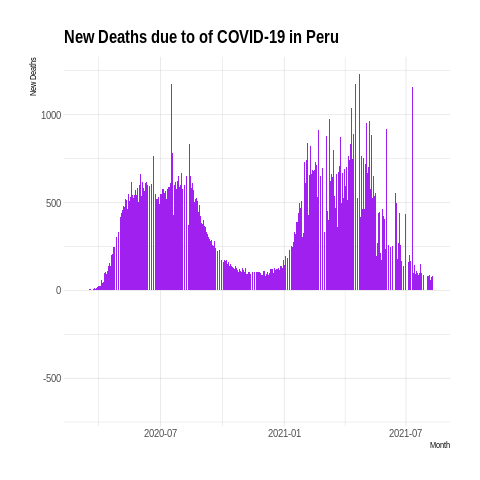 New Deaths due to of COVID-19 in Peru
New Deaths
1000
500
0
-500
2020-07
2021-01
2021-07
Month